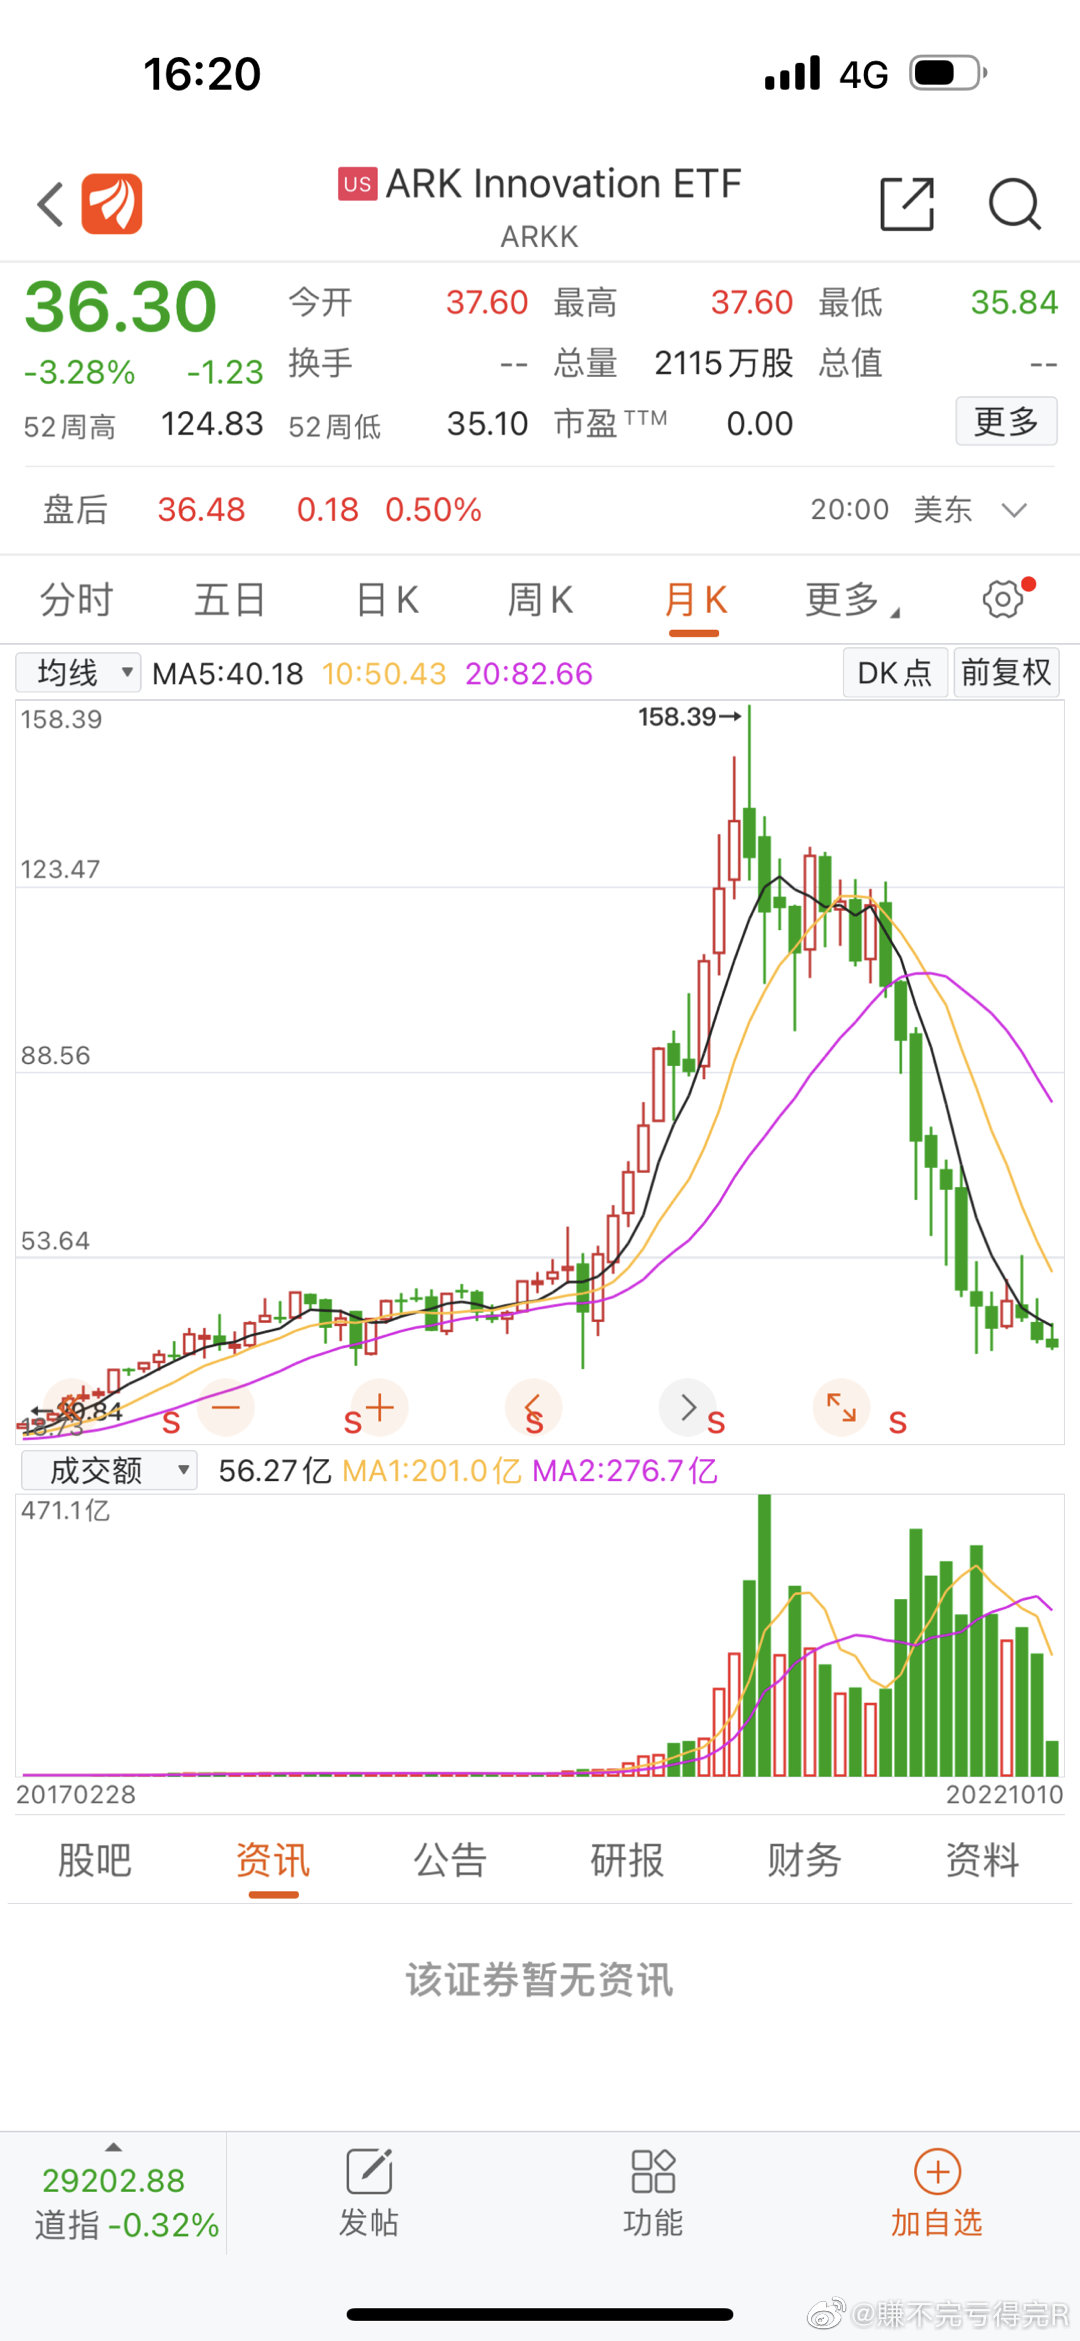 16:20 4G
US ARK Innovation ETF
ARKK
36.30 今开 37.60 最高 37.60 最低 35.84
-3.28% -1.23 换手 -- 总量 2115万股 总值 --
52周高 124.83 52周低 35.10 市盈TTM 0.00 更多
盘后 36.48 0.18 0.50% 20:00 美东
分时 五日 日K 周K 月K 更多
均线 MA5:40.18 10:50.43 20:82.66 DK点 前复权
158.39
158.39
123.47
88.56
53.64
18.73
S S S S S
成交额 56.27亿 MA1:201.0亿 MA2:276.7亿
471.1亿
20170228 20221010
股吧 资讯 公告 研报 财务 资料
该证券暂无资讯
29202.88
道指 -0.32% 发帖 功能 加自选
@赚不完亏得完R